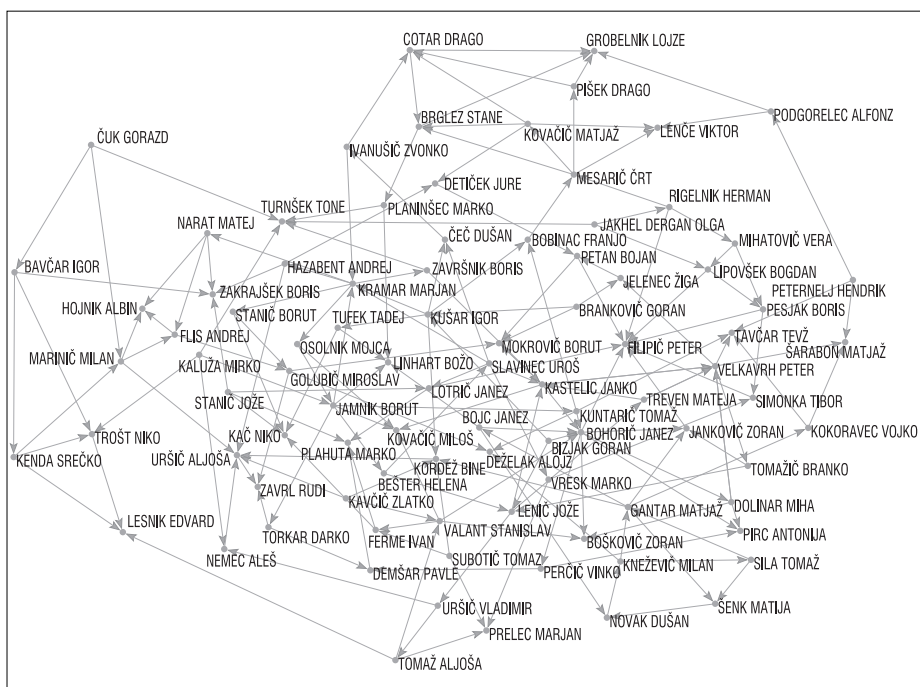 COTAR DRAGO
GROBELNIK LOJZE
PIŠEK DRAGO
BRGLEZ STANE
KOVAČIČ MATJAŽ
LENČE VIKTOR
PODGORELEC ALFONZ
ČUK GORAZD
IVANUŠIČ ZVONKO
MESARIČ ČRT
DETIČEK JURE
RIGELNIK HERMAN
TURNŠEK TONE
PLANINŠEC MARKO
NARAT MATEJ
JAKHEL DERGAN OLGA
ČEČ DUŠAN
BOBINAC FRANJO
MIHATOVIČ VERA
BAVČAR IGOR
HAZABENT ANDREJ
ZAVRŠNIK BORIS
PETAN BOJAN
LIPOVŠEK BOGDAN
ZAKRAJŠEK BORIS
KRAMAR MARJAN
JELENEC ŽIGA
PETERNELJ HENDRIK
HOJNIK ALBIN
STANIČ BORUT
TUFEK TADEJ
KUŠAR IGOR
BRANKOVIČ GORAN
PESJAK BORIS
FLIS ANDREJ
OSOLNIK MOJCA
MOKROVIČ BORUT
FILIPIČ PETER
TAVČAR TEVŽ
MARINIČ MILAN
KALUŽA MIRKO
LINHART BOŽO
SLAVINEC UROŠ
ŠARABON MATJAŽ
GOLUBIČ MIROSLAV
VELKAVRH PETER
STANIČ JOŽE
LOTRIČ JANEZ
KASTELIC JANKO
TREVEN MATEJA
SIMONKA TIBOR
JAMNIK BORUT
KUNTARIČ TOMAŽ
TROŠT NIKO
KAČ NIKO
KOVAČIČ MILOŠ
BOJC JANEZ
BOHORIČ JANEZ
JANKOVIČ ZORAN
KOKORAVEC VOJKO
KENDA SREČKO
URŠIČ ALJOŠA
PLAHUTA MARKO
KORDEŽ BINE
DEŽELAK ALOJZ
BIZJAK GORAN
TOMAŽIČ BRANKO
ZAVRL RUDI
BEŠTER HELENA
VRESK MARKO
KAVČIČ ZLATKO
LENIČ JOŽE
GANTAR MATJAŽ
DOLINAR MIHA
LESNIK EDVARD
TORKAR DARKO
FERME IVAN
VALANT STANISLAV
BOŠKOVIČ ZORAN
PIRC ANTONIJA
NEMEC ALEŠ
SUBOTIČ TOMAZ
DEMŠAR PAVLE
PERČIČ VINKO
KNEŽEVIČ MILAN
SILA TOMAŽ
URŠIČ VLADIMIR
NOVAK DUŠAN
ŠENK MATIJA
PRELEC MARJAN
TOMAŽ ALJOŠA